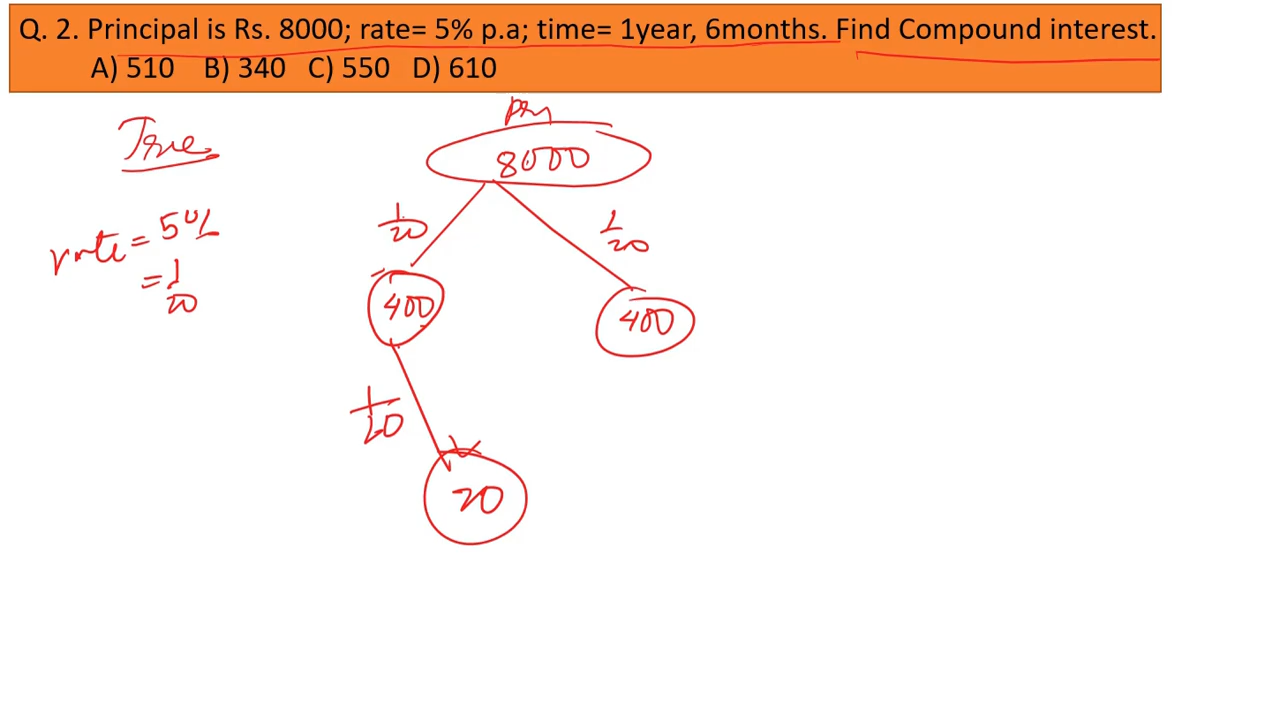 Q. 2. Principal is Rs. 8000; rate= 5% p.a; time= 1year, 6months. Find Compound interest.
A) 510 B) 340 C) 550 D) 610
Tree
8000
rate = 5%
= 1/20
1/20
1/20
400
400
1/20
20